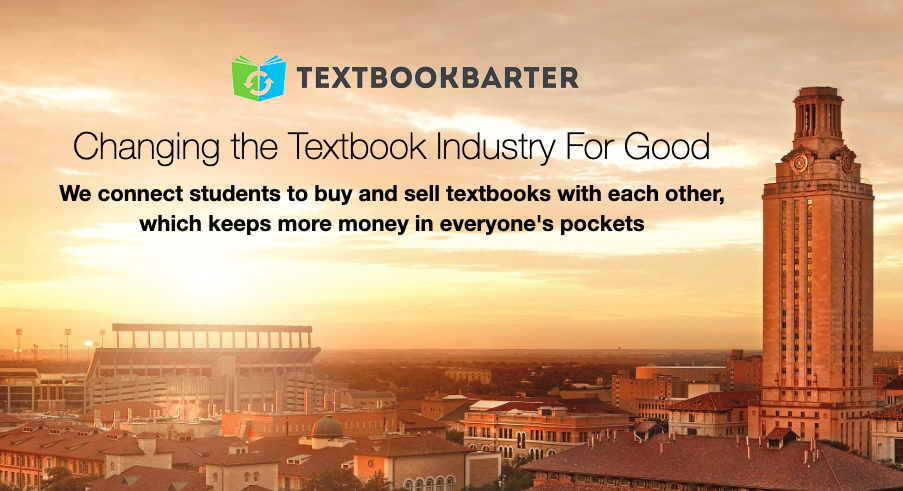 TEXTBOOKBARTER
Changing the Textbook Industry For Good
We connect students to buy and sell textbooks with each other,
which keeps more money in everyone's pockets